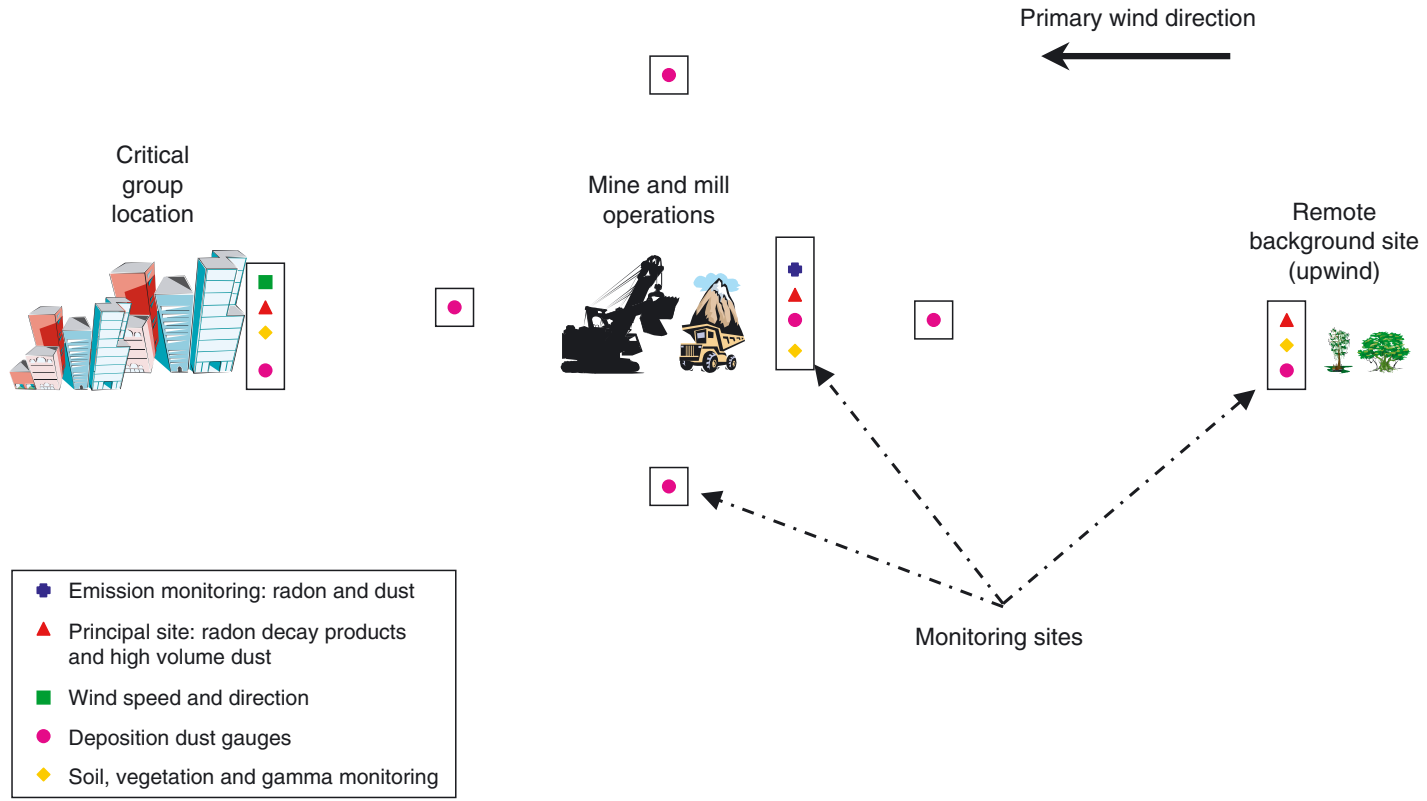 Primary wind direction
Critical
group
location
Mine and mill
operations
Remote
background site
(upwind)
Emission monitoring: radon and dust
Principal site: radon decay products
and high volume dust
Wind speed and direction
Deposition dust gauges
Soil, vegetation and gamma monitoring
Monitoring sites